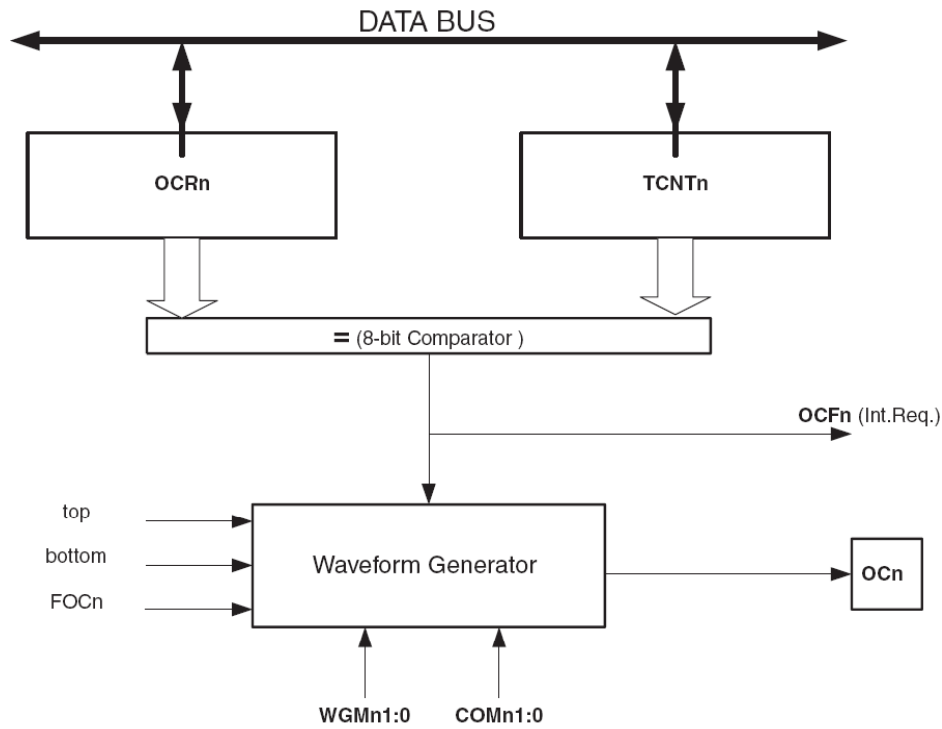 DATA BUS
OCRn
TCNTn
= (8-bit Comparator )
OCFn (Int.Req.)
top
bottom
FOCn
Waveform Generator
OCn
WGMn1:0
COMn1:0